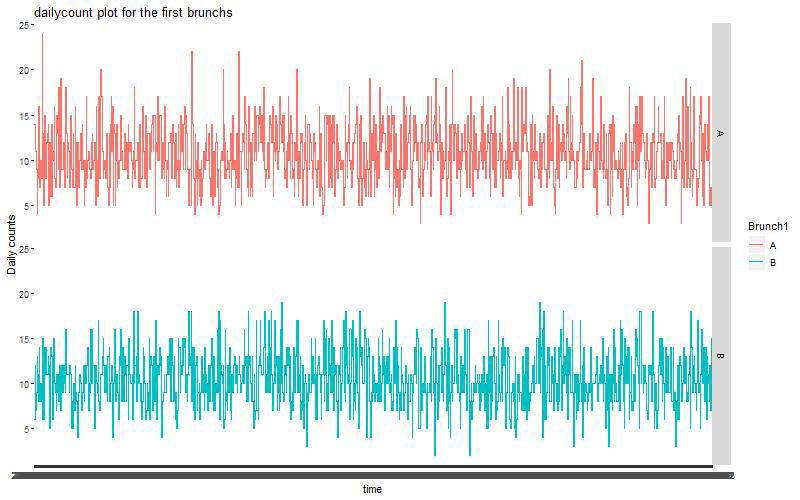 dailycount plot for the first brunchs
25
20
15
10
5
A
Daily counts
25
20
15
10
5
B
time
Brunch1
A
B